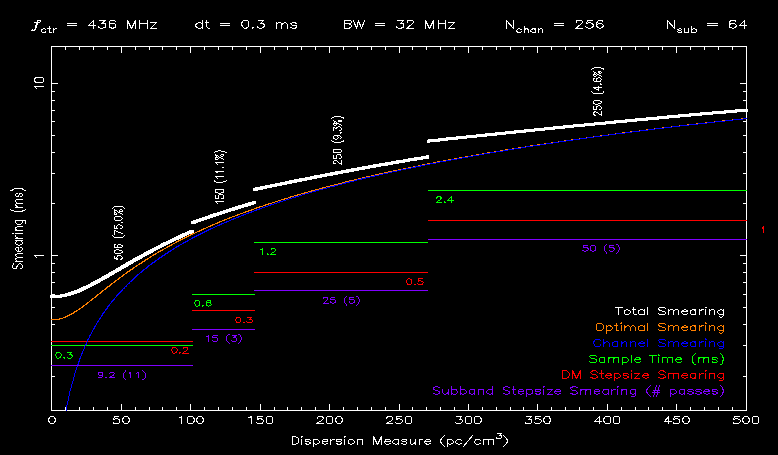 fctr = 436 MHz dt = 0.3 ms BW = 32 MHz Nchan = 256 Nsub = 64
10
1
Smearing (ms)
506 (75.0%)
150 (11.1%)
250 (9.3%)
250 (4.6%)
2.4
1
50 (5)
1.2
0.5
25 (5)
0.6
0.3
15 (3)
0.3
0.2
9.2 (11)
Total Smearing
Optimal Smearing
Channel Smearing
Sample Time (ms)
DM Stepsize Smearing
Subband Stepsize Smearing (# passes)
0 50 100 150 200 250 300 350 400 450 500
Dispersion Measure (pc/cm³)